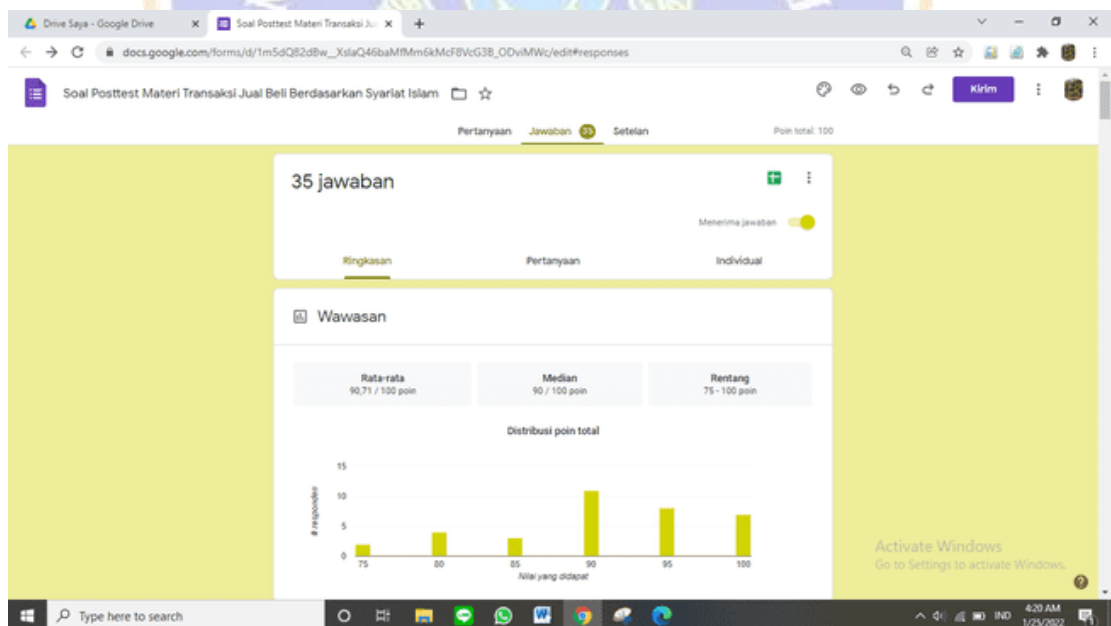 Drive Saya - Google Drive
Soal Posttest Materi Transaksi Ju
docs.google.com/forms/d/1m5dQ82dBw_XslaQ46baMfMm6kMcF8VcG3B_ODviMWc/edit#responses
Soal Posttest Materi Transaksi Jual Beli Berdasarkan Syariat Islam
Kirim
Pertanyaan Jawaban 35 Setelan
Poin total: 100
35 jawaban
Menerima jawaban
Ringkasan Pertanyaan Individual
Wawasan
Rata-rata Median Rentang
90,71 / 100 poin 90 / 100 poin 75 - 100 poin
Distribusi poin total
# responden
15
10
5
0
75 80 85 90 95 100
Nilai yang didapat
Activate Windows
Go to Settings to activate Windows.
Type here to search
IND
4:20 AM
1/25/2022